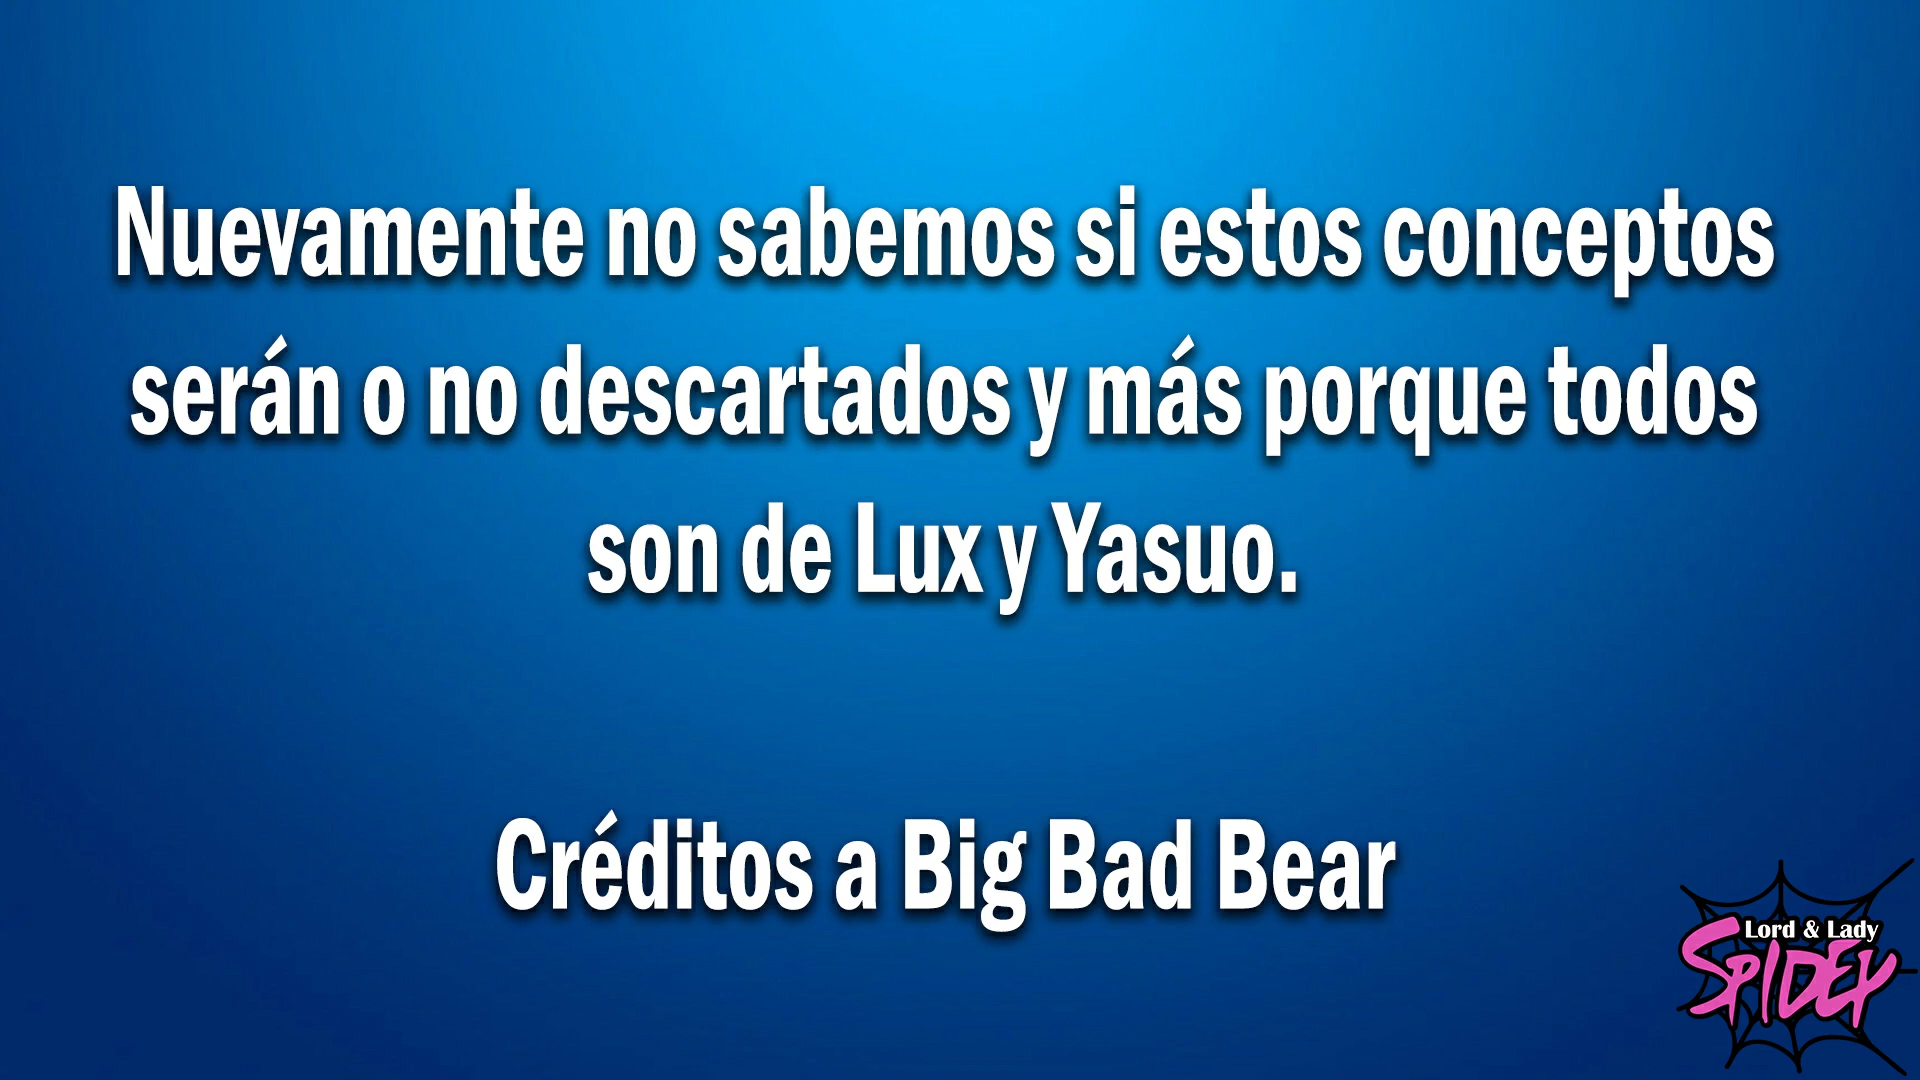 Nuevamente no sabemos si estos conceptos
serán o no descartados y más porque todos
son de Lux y Yasuo.
Créditos a Big Bad Bear
Lord & Lady
SPIDEY